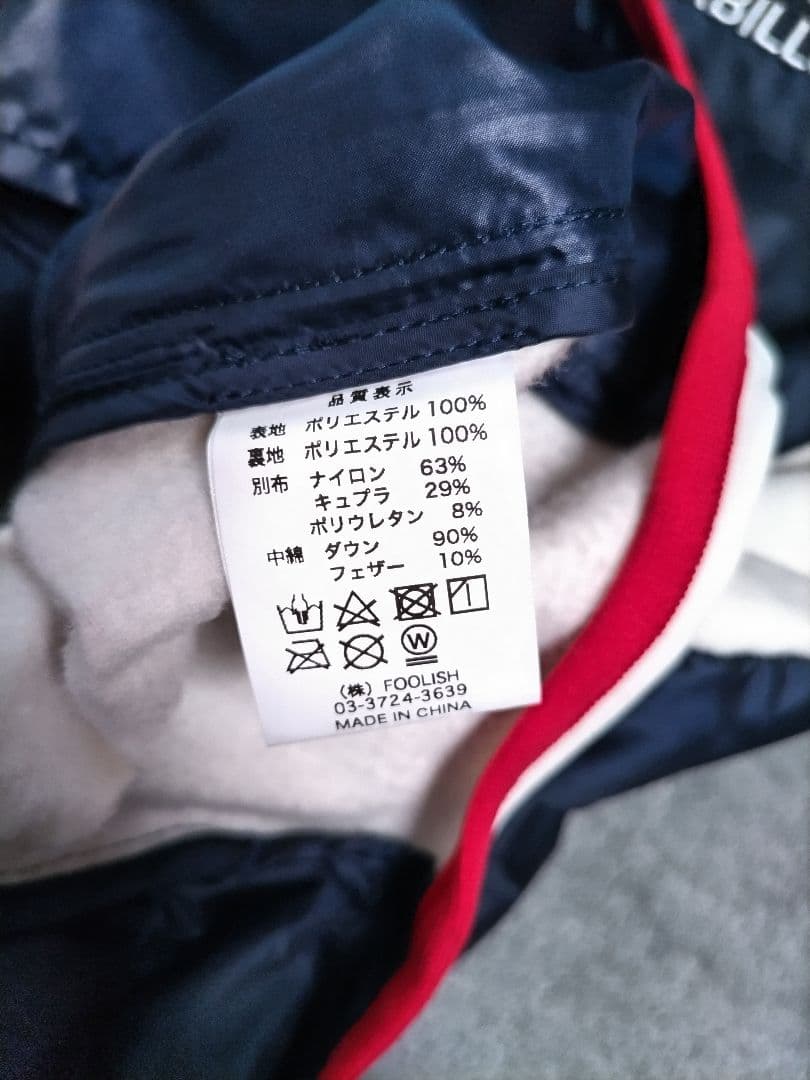 BILL
品質表示
表地 ポリエステル 100%
裏地 ポリエステル 100%
別布 ナイロン 63%
キュプラ 29%
ポリウレタン 8%
中綿 ダウン 90%
フェザー 10%
W
(株) FOOLISH
03-3724-3639
MADE IN CHINA